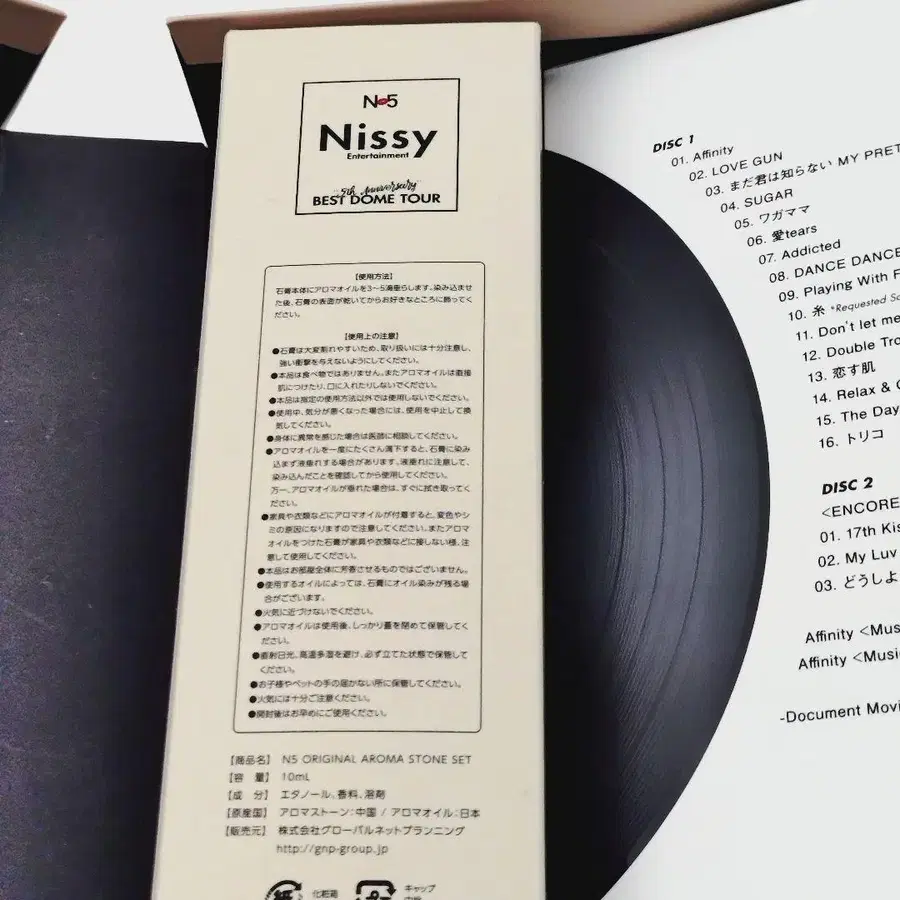 No5
Nissy
Entertainment
5th Anniversary
BEST DOME TOUR
【使用方法】
石膏本体にアロマオイルを3～5滴垂らします。染み込ませ
た後、石膏の表面が乾いてからお好きなところに飾ってく
ださい。
【使用上の注意】
●石膏は大変割れやすいため、取り扱いには十分注意し、
強い衝撃を与えないようにしてください。
●本品は食べ物ではありません。またアロマオイルは直接
肌につけたり、口に入れたりしないでください。
●本品は指定の使用方法以外では使用しないでください。
●使用中、気分が悪くなった場合には、使用を中止して換
気してください。
●身体に異常を感じた場合は医師に相談してください。
●アロマオイルを一度にたくさん滴下すると、石膏に染み
込まず液垂れする場合があります。液垂れに注意して、
染み込んだことを確認してから使用してください。
万一、アロマオイルが垂れた場合は、すぐに拭き取ってく
ださい。
●家具や衣類などにアロマオイルが付着すると、変色やシ
ミの原因になりますので注意してください。またアロマ
オイルをつけた石膏が家具や衣類などに接しない様、注
意して使用してください。
●本品はお部屋全体に芳香させるものではございません。
●使用するオイルによっては、石膏にオイル染みが残る場
合がございます。
●火気に近づけないでください。
●アロマオイルは使用後、しっかり蓋を閉めて保管してく
ださい。
●直射日光、高温多湿を避け、必ず立てた状態で保管して
ください。
●お子様やペットの手の届かない所に保管してください。
●火気には十分ご注意ください。
●開封後はお早めにご使用ください。
【商品名】 N5 ORIGINAL AROMA STONE SET
【容 量】 10mL
【成 分】 エタノール、香料、溶剤
【原産国】 アロマストーン:中国 / アロマオイル:日本
【販売元】 株式会社グローバルネットプランニング
http://gnp-group.jp
紙 化粧箱
プラ キャップ
DISC 1
01. Affinity
02. LOVE GUN
03. まだ君は知らない MY PRET
04. SUGAR
05. ワガママ
06. 愛tears
07. Addicted
08. DANCE DANCE
09. Playing With F
10. 糸 *Requested So
11. Don't let me
12. Double Tro
13. 恋す肌
14. Relax &
15. The Day
16. トリコ
DISC 2
<ENCORE
01. 17th Kis
02. My Luv
03. どうしよ
Affinity <Mus
Affinity <Musi
-Document Movi